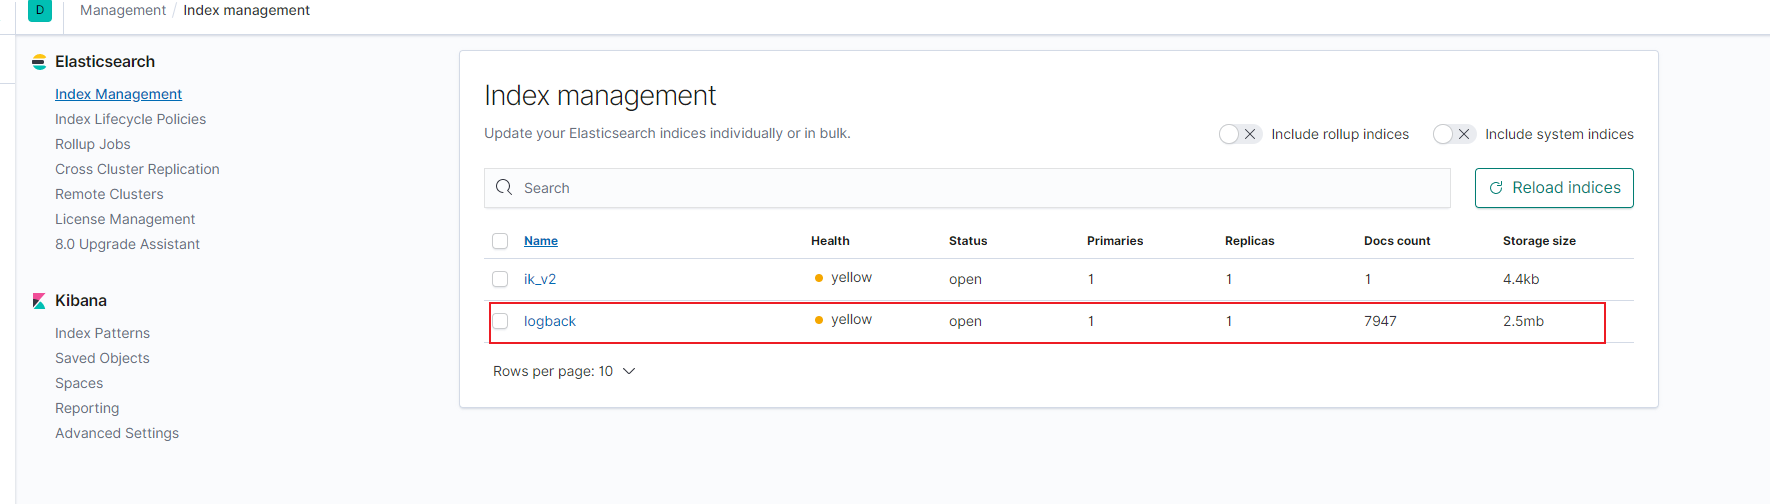 D Management / Index management
Elasticsearch
Index Management
Index Lifecycle Policies
Rollup Jobs
Cross Cluster Replication
Remote Clusters
License Management
8.0 Upgrade Assistant
Kibana
Index Patterns
Saved Objects
Spaces
Reporting
Advanced Settings
Index management
Update your Elasticsearch indices individually or in bulk.
Include rollup indices Include system indices
Search Reload indices
Name Health Status Primaries Replicas Docs count Storage size
ik_v2 yellow open 1 1 1 4.4kb
logback yellow open 1 1 7947 2.5mb
Rows per page: 10